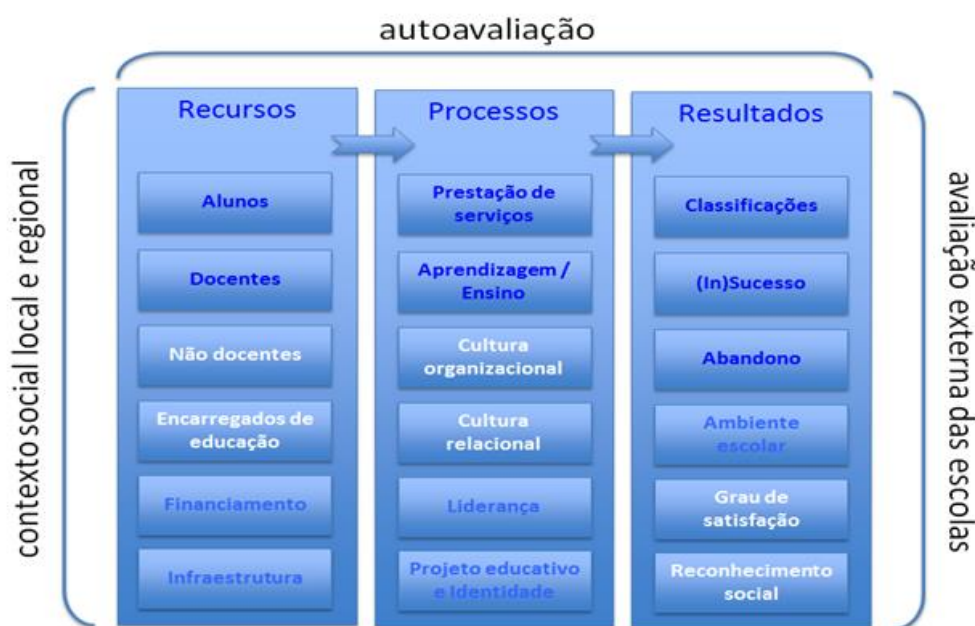 autoavaliação
contexto social local e regional
Recursos
Alunos
Docentes
Não docentes
Encarregados de
educação
Financiamento
Infraestrutura
Processos
Prestação de
serviços
Aprendizagem /
Ensino
Cultura
organizacional
Cultura
relacional
Liderança
Projeto educativo
e Identidade
Resultados
Classificações
(In)Sucesso
Abandono
Ambiente
escolar
Grau de
satisfação
Reconhecimento
social
avaliação externa das escolas